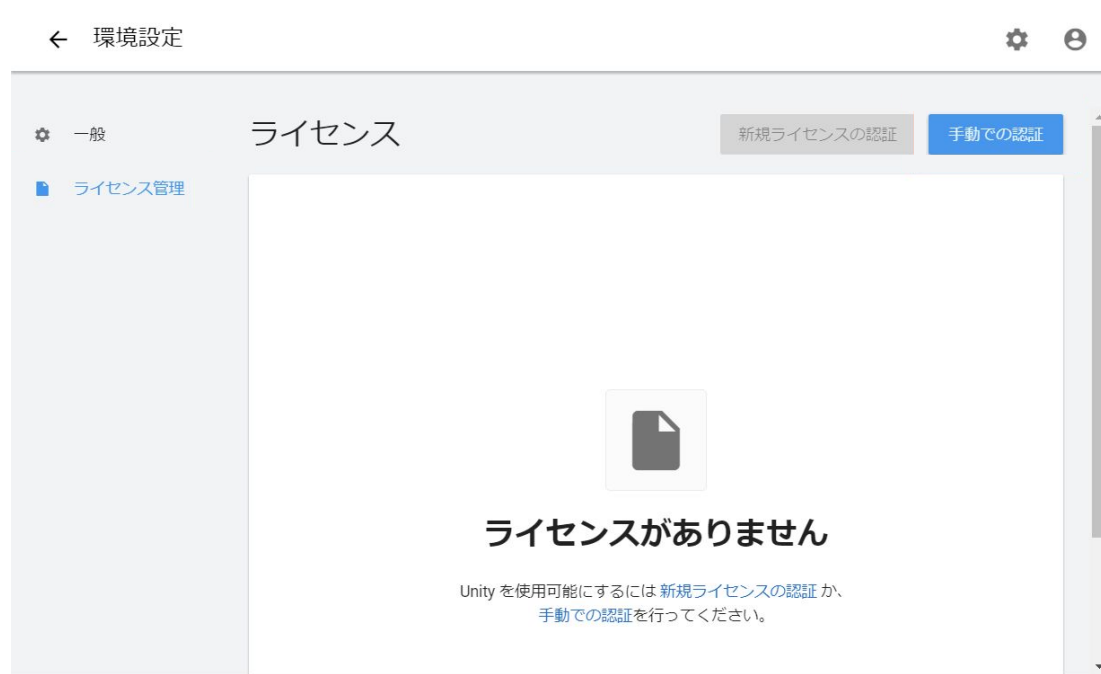 環境設定
一般
ライセンス管理
ライセンス
新規ライセンスの認証
手動での認証
ライセンスがありません
Unity を使用可能にするには 新規ライセンスの認証 か、
手動での認証を行ってください。